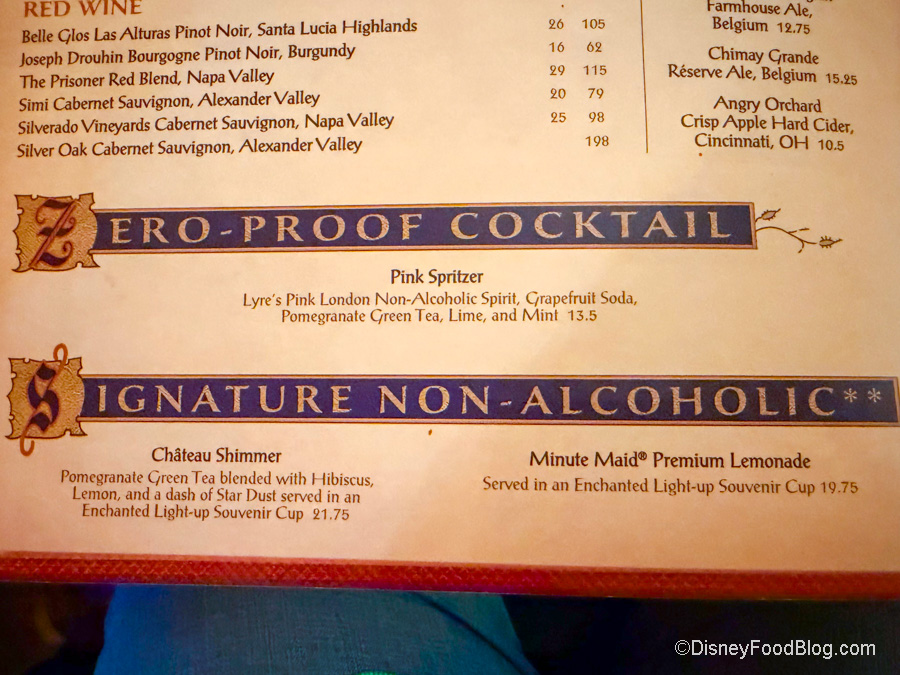 RED WINE
Belle Glos Las Alturas Pinot Noir, Santa Lucia Highlands 26 105
Joseph Drouhin Bourgogne Pinot Noir, Burgundy 16 62
The Prisoner Red Blend, Napa Valley 29 115
Simi Cabernet Sauvignon, Alexander Valley 20 79
Silverado Vineyards Cabernet Sauvignon, Napa Valley 25 98
Silver Oak Cabernet Sauvignon, Alexander Valley 198
Farmhouse Ale,
Belgium 12.75
Chimay Grande
Réserve Ale, Belgium 15.25
Angry Orchard
Crisp Apple Hard Cider,
Cincinnati, OH 10.5
ZERO-PROOF COCKTAIL
Pink Spritzer
Lyre's Pink London Non-Alcoholic Spirit, Grapefruit Soda,
Pomegranate Green Tea, Lime, and Mint 13.5
SIGNATURE NON-ALCOHOLIC**
Château Shimmer
Pomegranate Green Tea blended with Hibiscus,
Lemon, and a dash of Star Dust served in an
Enchanted Light-up Souvenir Cup 21.75
Minute Maid® Premium Lemonade
Served in an Enchanted Light-up Souvenir Cup 19.75
©DisneyFoodBlog.com